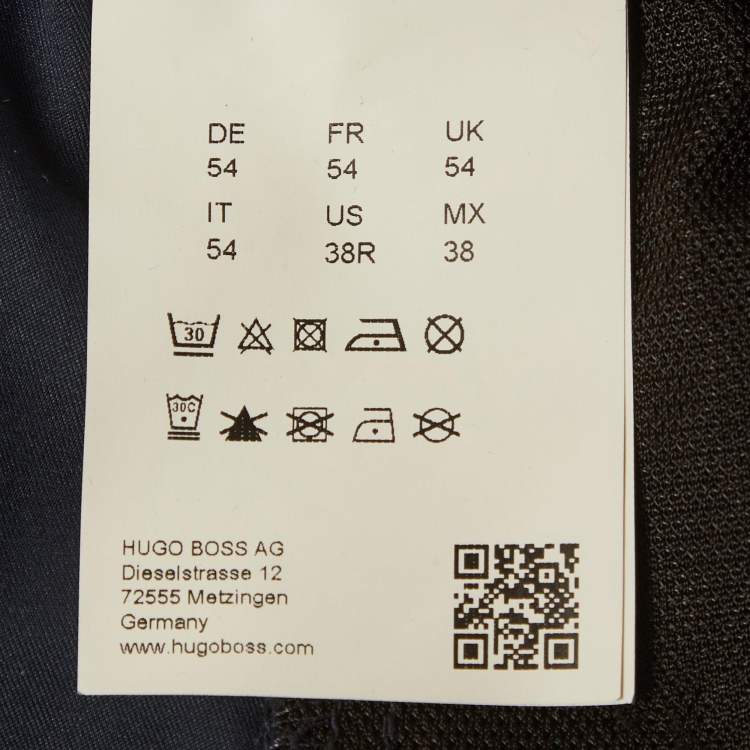 DE FR UK
54 54 54
IT US MX
54 38R 38
30
30C
HUGO BOSS AG
Dieselstrasse 12
72555 Metzingen
Germany
www.hugoboss.com